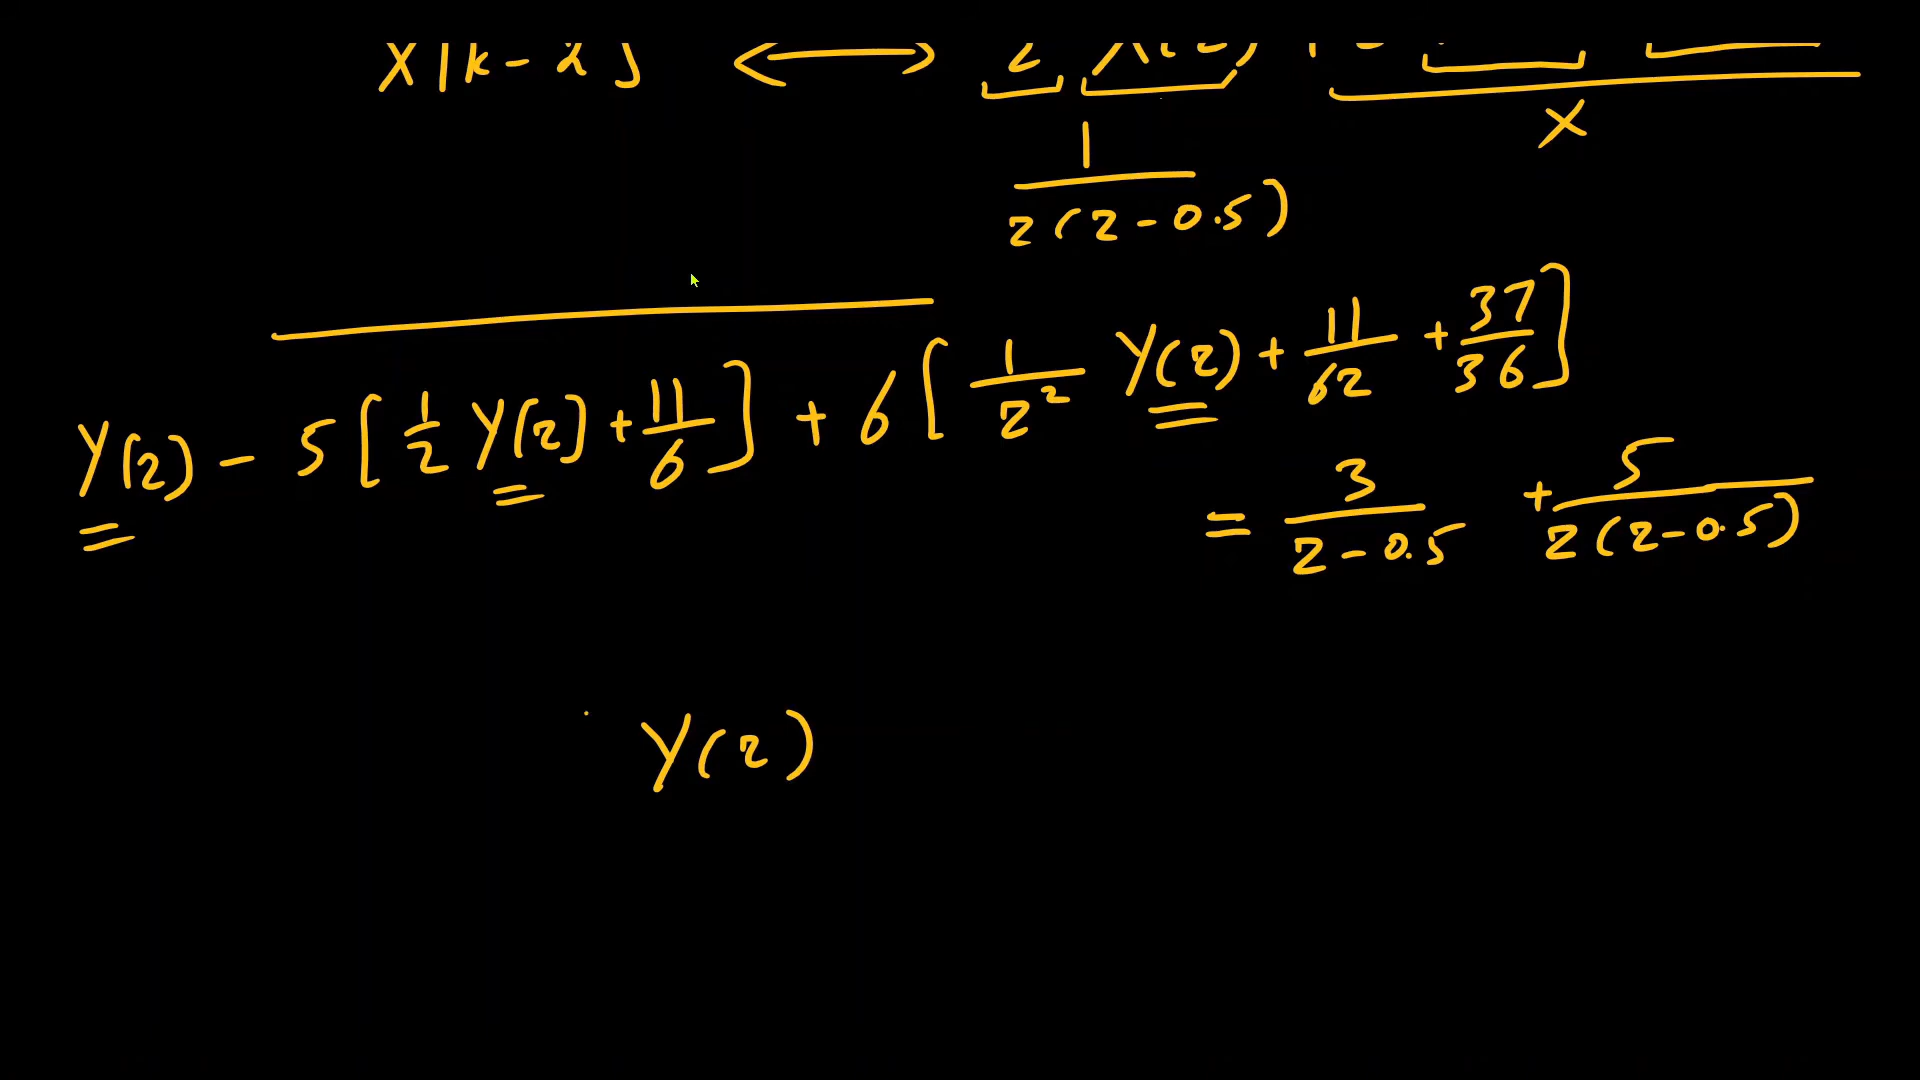 x[k-2] ⟷ z X(z)
x
1/(z(z-0.5))
Y(z) - 5[1/z Y(z) + 11/6] + 6[1/z² Y(z) + 11/(6z) + 37/36]
= 3/(z-0.5) + 5/(z(z-0.5))
Y(z)